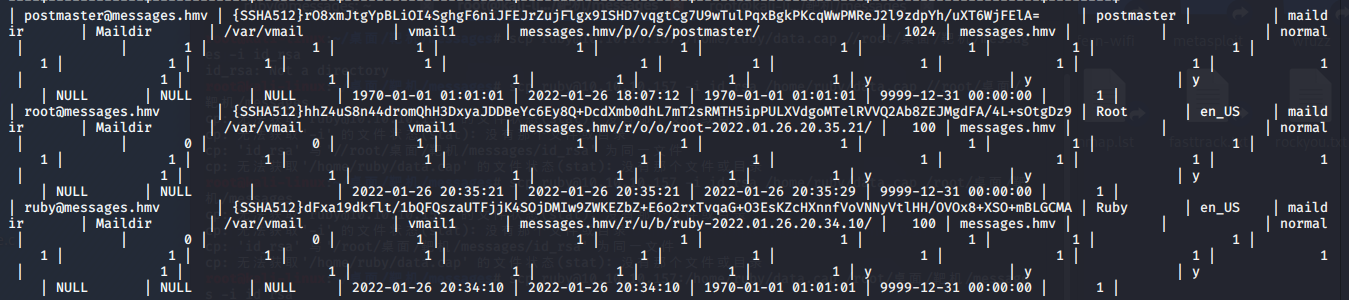 | postmaster@messages.hmv | {SSHA512}rO8xmJtgYpBLiOI4SghgF6niJFEJrZujFlgx9ISHD7vqgtCg7U9wTulPqxBgkPKcqWwPMReJ2l9zdpYh/uXT6WjFElA= | postmaster | | maild
ir | Maildir | /var/vmail | vmail1 | messages.hmv/p/o/s/postmaster/ | 1024 | messages.hmv | | normal
| | 1 | 1 | 1 | 1 | 1 | 1 | 1 |
1 | 1 | 1 | 1 | 1 | 1 | 1 | 1
| 1 | 1 | 1 | 1 | y | y | y
| NULL | NULL | | 1970-01-01 01:01:01 | 2022-01-26 18:07:12 | 1970-01-01 01:01:01 | 9999-12-31 00:00:00 | 1 |
| root@messages.hmv | {SSHA512}hhZ4uS8n44dromQhH3DxyaJDDBeYc6Ey8Q+DcdXmb0dhL7mT2sRMTH5ipPULXVdgoMTelRVVQ2Ab8ZEJMgdFA/4L+sOtgDz9 | Root | en_US | maild
ir | Maildir | /var/vmail | vmail1 | messages.hmv/r/o/o/root-2022.01.26.20.35.21/ | 100 | messages.hmv | | normal
| | 0 | 0 | 1 | 1 | 1 | 1 | 1 |
1 | 1 | 1 | 1 | 1 | 1 | 1 | 1
| 1 | 1 | 1 | 1 | y | y | y
| NULL | NULL | | 2022-01-26 20:35:21 | 2022-01-26 20:35:21 | 2022-01-26 20:35:29 | 9999-12-31 00:00:00 | 1 |
| ruby@messages.hmv | {SSHA512}dFxa19dkflt/1bQFQszaUTFjjK4SOjDMIw9ZWKEZbZ+E6o2rxTvqaG+O3EsKZcHXnnfVoVNNyVtlHH/OVOx8+XSO+mBLGCMA | Ruby | en_US | maild
ir | Maildir | /var/vmail | vmail1 | messages.hmv/r/u/b/ruby-2022.01.26.20.34.10/ | 100 | messages.hmv | | normal
| | 0 | 0 | 1 | 1 | 1 | 1 | 1 |
1 | 1 | 1 | 1 | 1 | 1 | 1 | 1
| 1 | 1 | 1 | 1 | y | y | y
| NULL | NULL | NULL | 2022-01-26 20:34:10 | 2022-01-26 20:34:10 | 1970-01-01 01:01:01 | 9999-12-31 00:00:00 | 1 |